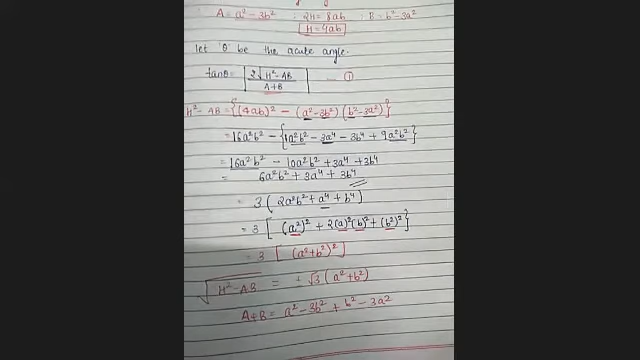 A = a² - 3b² 2H = 8ab B = b² - 3a²
H = 4ab
let 'θ' be the acute angle.
tanθ = | 2√H² - AB / A+B | ... ①
H² - AB = {(4ab)² - (a² - 3b²) (b² - 3a²)}
= 16a²b² - {a²b² - 3a⁴ - 3b⁴ + 9a²b²}
= 16a²b² - 10a²b² + 3a⁴ + 3b⁴
= 6a²b² + 3a⁴ + 3b⁴
= 3 ( 2a²b² + a⁴ + b⁴ )
= 3 [ (a²)² + 2(a)²(b)² + (b²)² }
= 3 [ (a² + b²)² ]
√H² - AB = √3 (a² + b²)
A+B = a² - 3b² + b² - 3a²